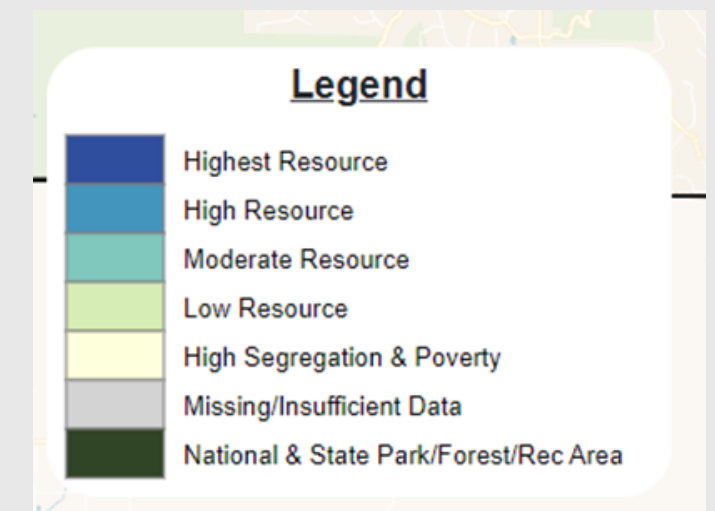 Legend
Highest Resource
High Resource
Moderate Resource
Low Resource
High Segregation & Poverty
Missing/Insufficient Data
National & State Park/Forest/Rec Area